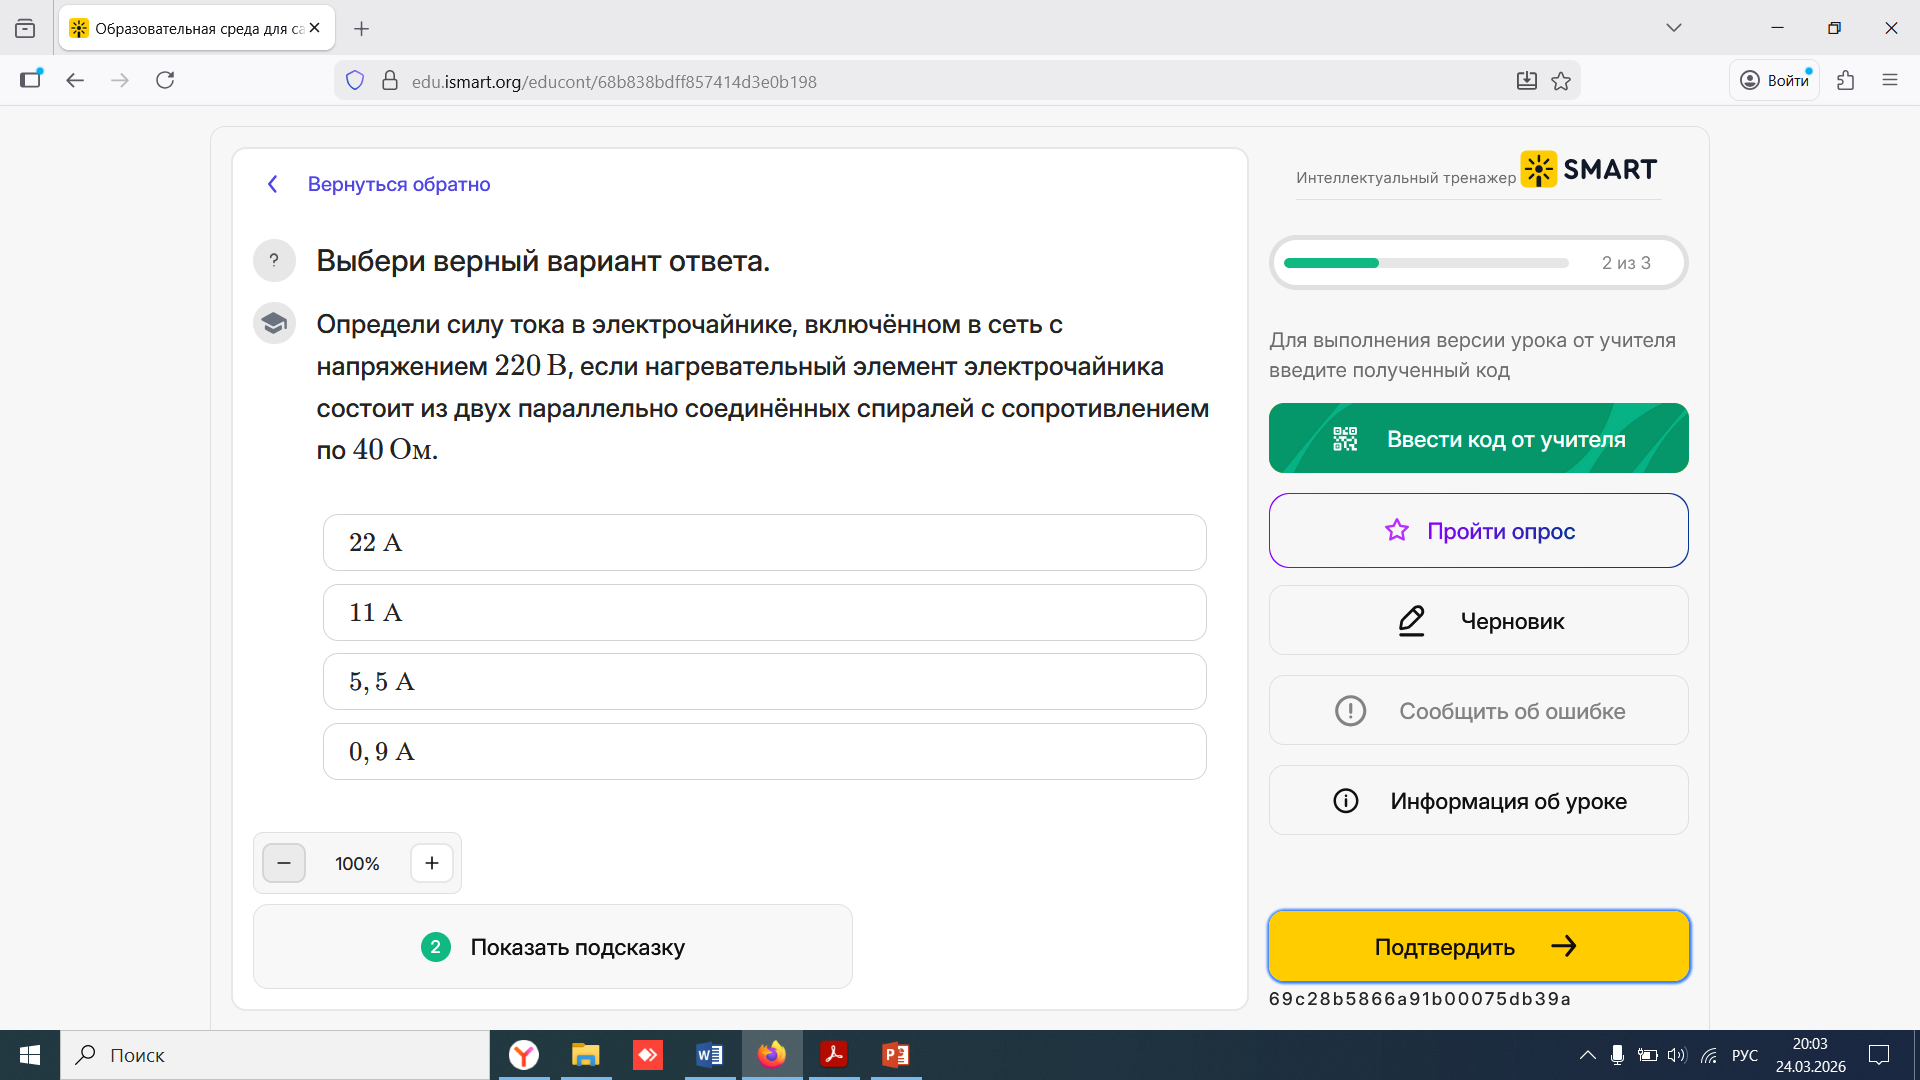 Образовательная среда для са
edu.ismart.org/educont/68b838bdff857414d3e0b198
Войти
Вернуться обратно
Интеллектуальный тренажер SMART
? Выбери верный вариант ответа.
2 из 3
Определи силу тока в электрочайнике, включённом в сеть с
напряжением 220 В, если нагревательный элемент электрочайника
состоит из двух параллельно соединённых спиралей с сопротивлением
по 40 Ом.
22 А
11 А
5, 5 А
0, 9 А
− 100% +
2 Показать подсказку
Для выполнения версии урока от учителя
введите полученный код
Ввести код от учителя
Пройти опрос
Черновик
Сообщить об ошибке
Информация об уроке
Подтвердить
69c28b5866a91b00075db39a
Поиск
РУС
20:03
24.03.2026